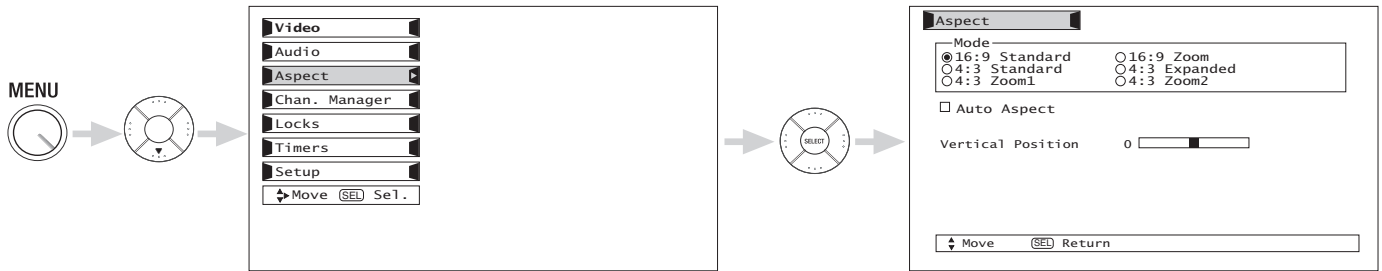 MENU
Video
Audio
Aspect
Chan. Manager
Locks
Timers
Setup
Move SEL Sel.
SELECT
Aspect
Mode
16:9 Standard 16:9 Zoom
4:3 Standard 4:3 Expanded
4:3 Zoom1 4:3 Zoom2
Auto Aspect
Vertical Position 0
Move SEL Return